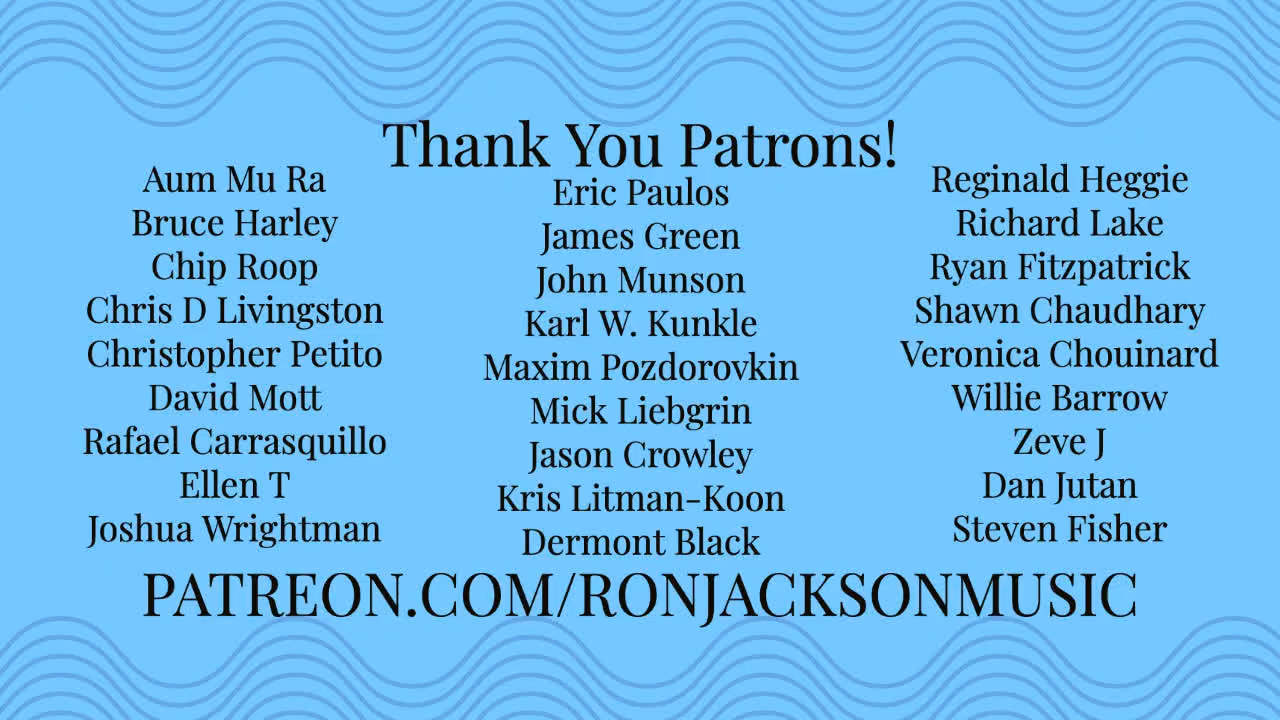 Thank You Patrons!
Aum Mu Ra
Bruce Harley
Chip Roop
Chris D Livingston
Christopher Petito
David Mott
Rafael Carrasquillo
Ellen T
Joshua Wrightman
Eric Paulos
James Green
John Munson
Karl W. Kunkle
Maxim Pozdorovkin
Mick Liebgrin
Jason Crowley
Kris Litman-Koon
Dermont Black
Reginald Heggie
Richard Lake
Ryan Fitzpatrick
Shawn Chaudhary
Veronica Chouinard
Willie Barrow
Zeve J
Dan Jutan
Steven Fisher
PATREON.COM/RONJACKSONMUSIC